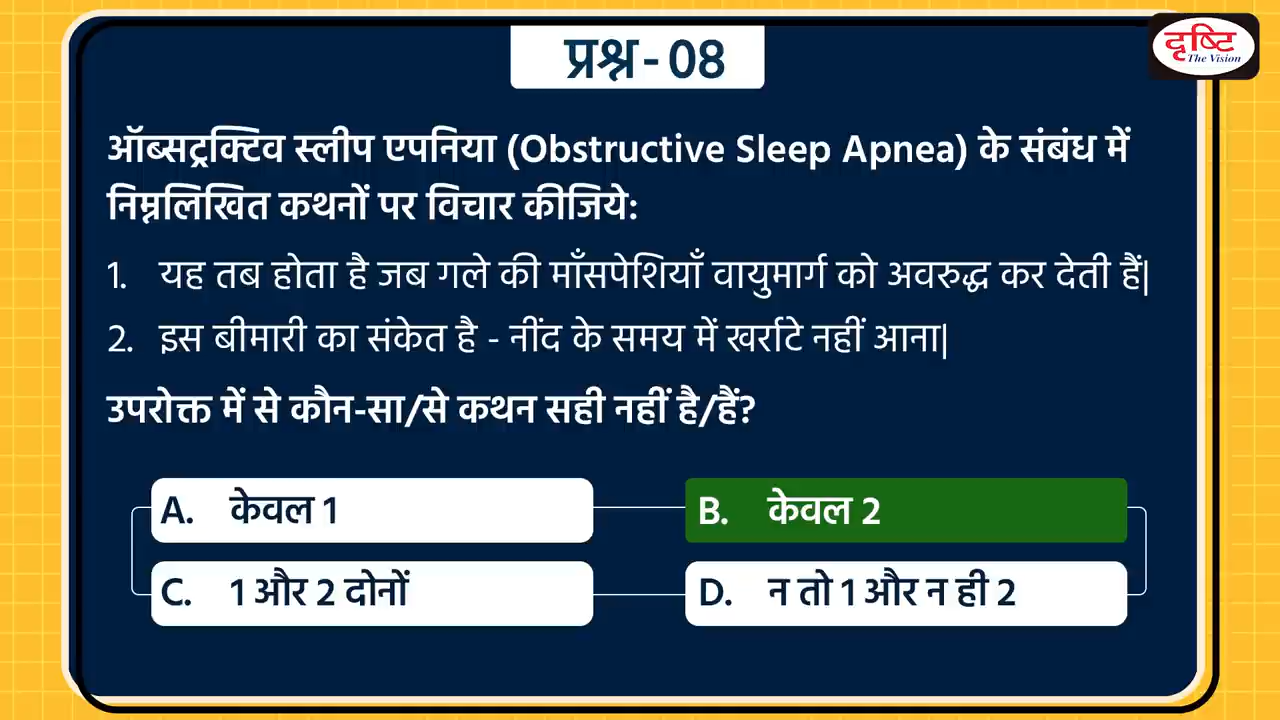 प्रश्न-08
दृष्टि
The Vision
ऑब्सट्रक्टिव स्लीप एपनिया (Obstructive Sleep Apnea) के संबंध में
निम्नलिखित कथनों पर विचार कीजिये:
1. यह तब होता है जब गले की माँसपेशियाँ वायुमार्ग को अवरुद्ध कर देती हैं|
2. इस बीमारी का संकेत है - नींद के समय में खर्राटे नहीं आना|
उपरोक्त में से कौन-सा/से कथन सही नहीं है/हैं?
A. केवल 1
B. केवल 2
C. 1 और 2 दोनों
D. न तो 1 और न ही 2